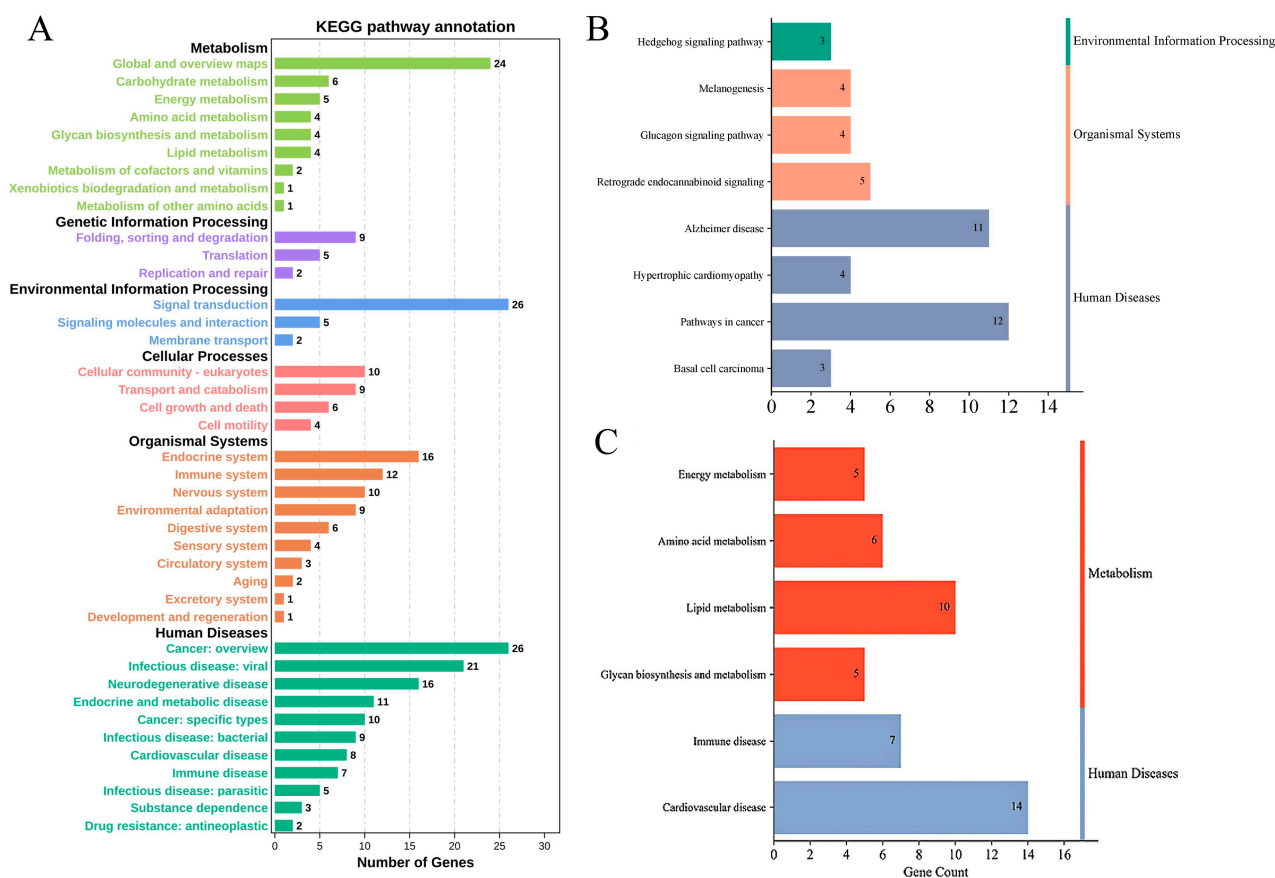 A
KEGG pathway annotation
Metabolism
Global and overview maps 24
Carbohydrate metabolism 6
Energy metabolism 5
Amino acid metabolism 4
Glycan biosynthesis and metabolism 4
Lipid metabolism 4
Metabolism of cofactors and vitamins 2
Xenobiotics biodegradation and metabolism 1
Metabolism of other amino acids 1
Genetic Information Processing
Folding, sorting and degradation 9
Translation 5
Replication and repair 2
Environmental Information Processing
Signal transduction 26
Signaling molecules and interaction 5
Membrane transport 2
Cellular Processes
Cellular community - eukaryotes 10
Transport and catabolism 9
Cell growth and death 6
Cell motility 4
Organismal Systems
Endocrine system 16
Immune system 12
Nervous system 10
Environmental adaptation 9
Digestive system 6
Sensory system 4
Circulatory system 3
Aging 2
Excretory system 1
Development and regeneration 1
Human Diseases
Cancer: overview 26
Infectious disease: viral 21
Neurodegenerative disease 16
Endocrine and metabolic disease 11
Cancer: specific types 10
Infectious disease: bacterial 9
Cardiovascular disease 8
Immune disease 7
Infectious disease: parasitic 5
Substance dependence 3
Drug resistance: antineoplastic 2
0 5 10 15 20 25 30
Number of Genes
B
Hedgehog signaling pathway 3
Environmental Information Processing
Melanogenesis 4
Glucagon signaling pathway 4
Organismal Systems
Retrograde endocannabinoid signaling 5
Alzheimer disease 11
Hypertrophic cardiomyopathy 4
Human Diseases
Pathways in cancer 12
Basal cell carcinoma 3
0 2 4 6 8 10 12 14
C
Energy metabolism 5
Amino acid metabolism 6
Metabolism
Lipid metabolism 10
Glycan biosynthesis and metabolism 5
Immune disease 7
Human Diseases
Cardiovascular disease 14
0 2 4 6 8 10 12 14 16
Gene Count